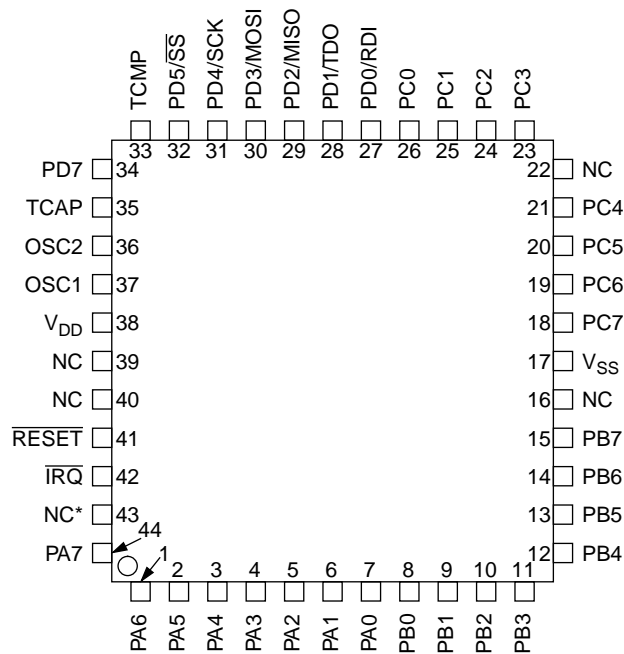 TCMP
PD5/S̅S̅
PD4/SCK
PD3/MOSI
PD2/MISO
PD1/TDO
PD0/RDI
PC0
PC1
PC2
PC3
33 32 31 30 29 28 27 26 25 24 23
PD7 34
TCAP 35
OSC2 36
OSC1 37
VDD 38
NC 39
NC 40
R̅E̅S̅E̅T̅ 41
I̅R̅Q̅ 42
NC* 43
PA7 44
22 NC
21 PC4
20 PC5
19 PC6
18 PC7
17 VSS
16 NC
15 PB7
14 PB6
13 PB5
12 PB4
1 2 3 4 5 6 7 8 9 10 11
PA6
PA5
PA4
PA3
PA2
PA1
PA0
PB0
PB1
PB2
PB3